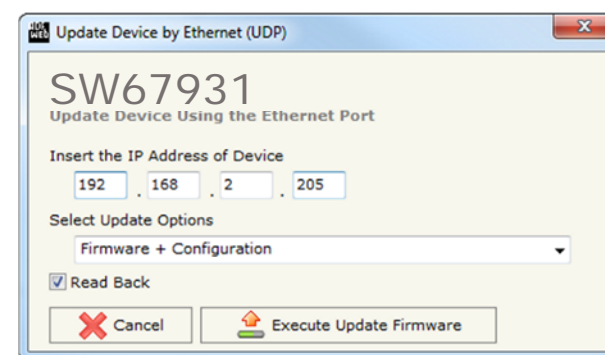 Update Device by Ethernet (UDP)
SW67931
Update Device Using the Ethernet Port
Insert the IP Address of Device
192 . 168 . 2 . 205
Select Update Options
Firmware + Configuration
Read Back
Cancel Execute Update Firmware